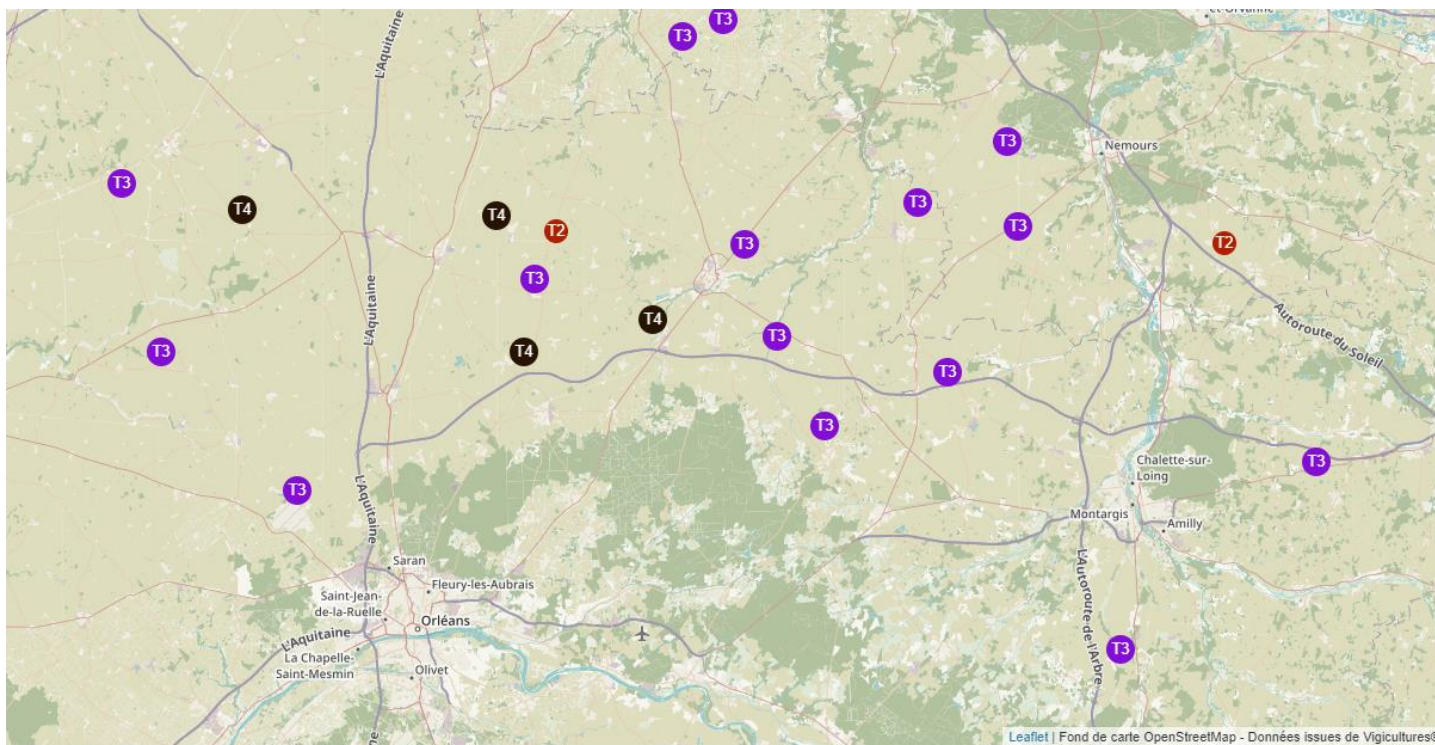 et-Orvanne
T3
T3
L'Aquitaine
T3
Nemours
T3
T4
T3
T4
T3
T2
T3
T2
T3
L'Aquitaine
T4
Autoroute du Soleil
T3
T3
T4
T3
T3
T3
Chalette-sur-
Loing
T3
L'Aquitaine
Montargis
Amilly
Saran
Fleury-les-Aubrais
Saint-Jean-
de-la-Ruelle
L'Autoroute de l'Arbre
Orléans
L'Aquitaine
La Chapelle-
Saint-Mesmin
Olivet
T3
Leaflet | Fond de carte OpenStreetMap - Données issues de Vigicultures®